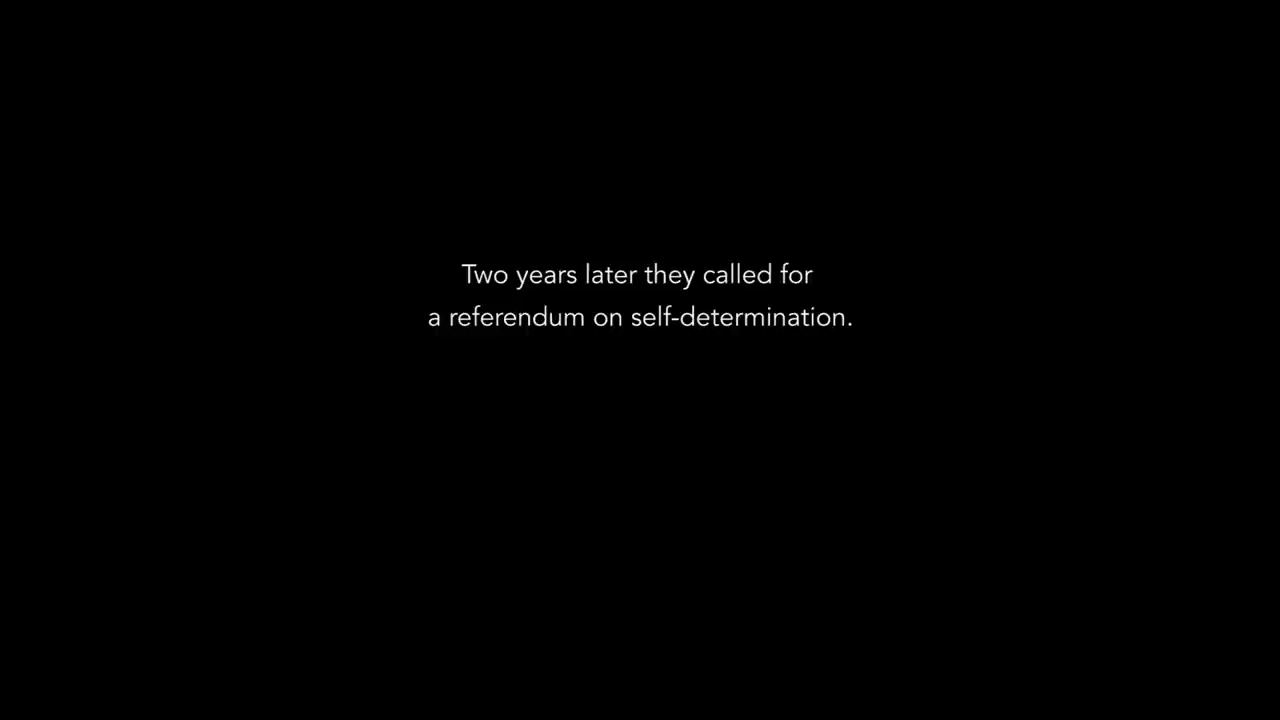 Two years later they called for
a referendum on self-determination.